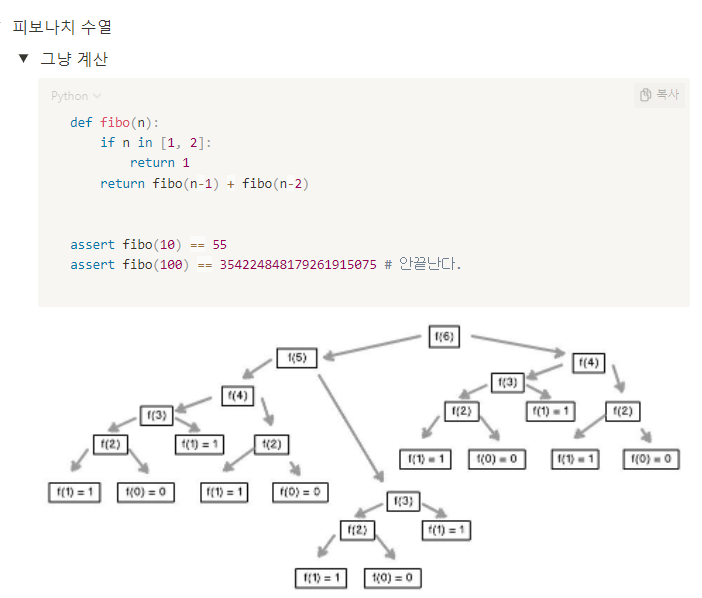 피보나치 수열
그냥 계산
Python
복사
def fibo(n):
    if n in [1, 2]:
        return 1
    return fibo(n-1) + fibo(n-2)
assert fibo(10) == 55
assert fibo(100) == 354224848179261915075 # 안끝난다.
f(6)
f(5)
f(4)
f(4)
f(3)
f(3)
f(2)
f(1) = 1
f(2)
f(2)
f(1) = 1
f(2)
f(1) = 1
f(0) = 0
f(1) = 1
f(0) = 0
f(1) = 1
f(0) = 0
f(1) = 1
f(0) = 0
f(3)
f(2)
f(1) = 1
f(1) = 1
f(0) = 0